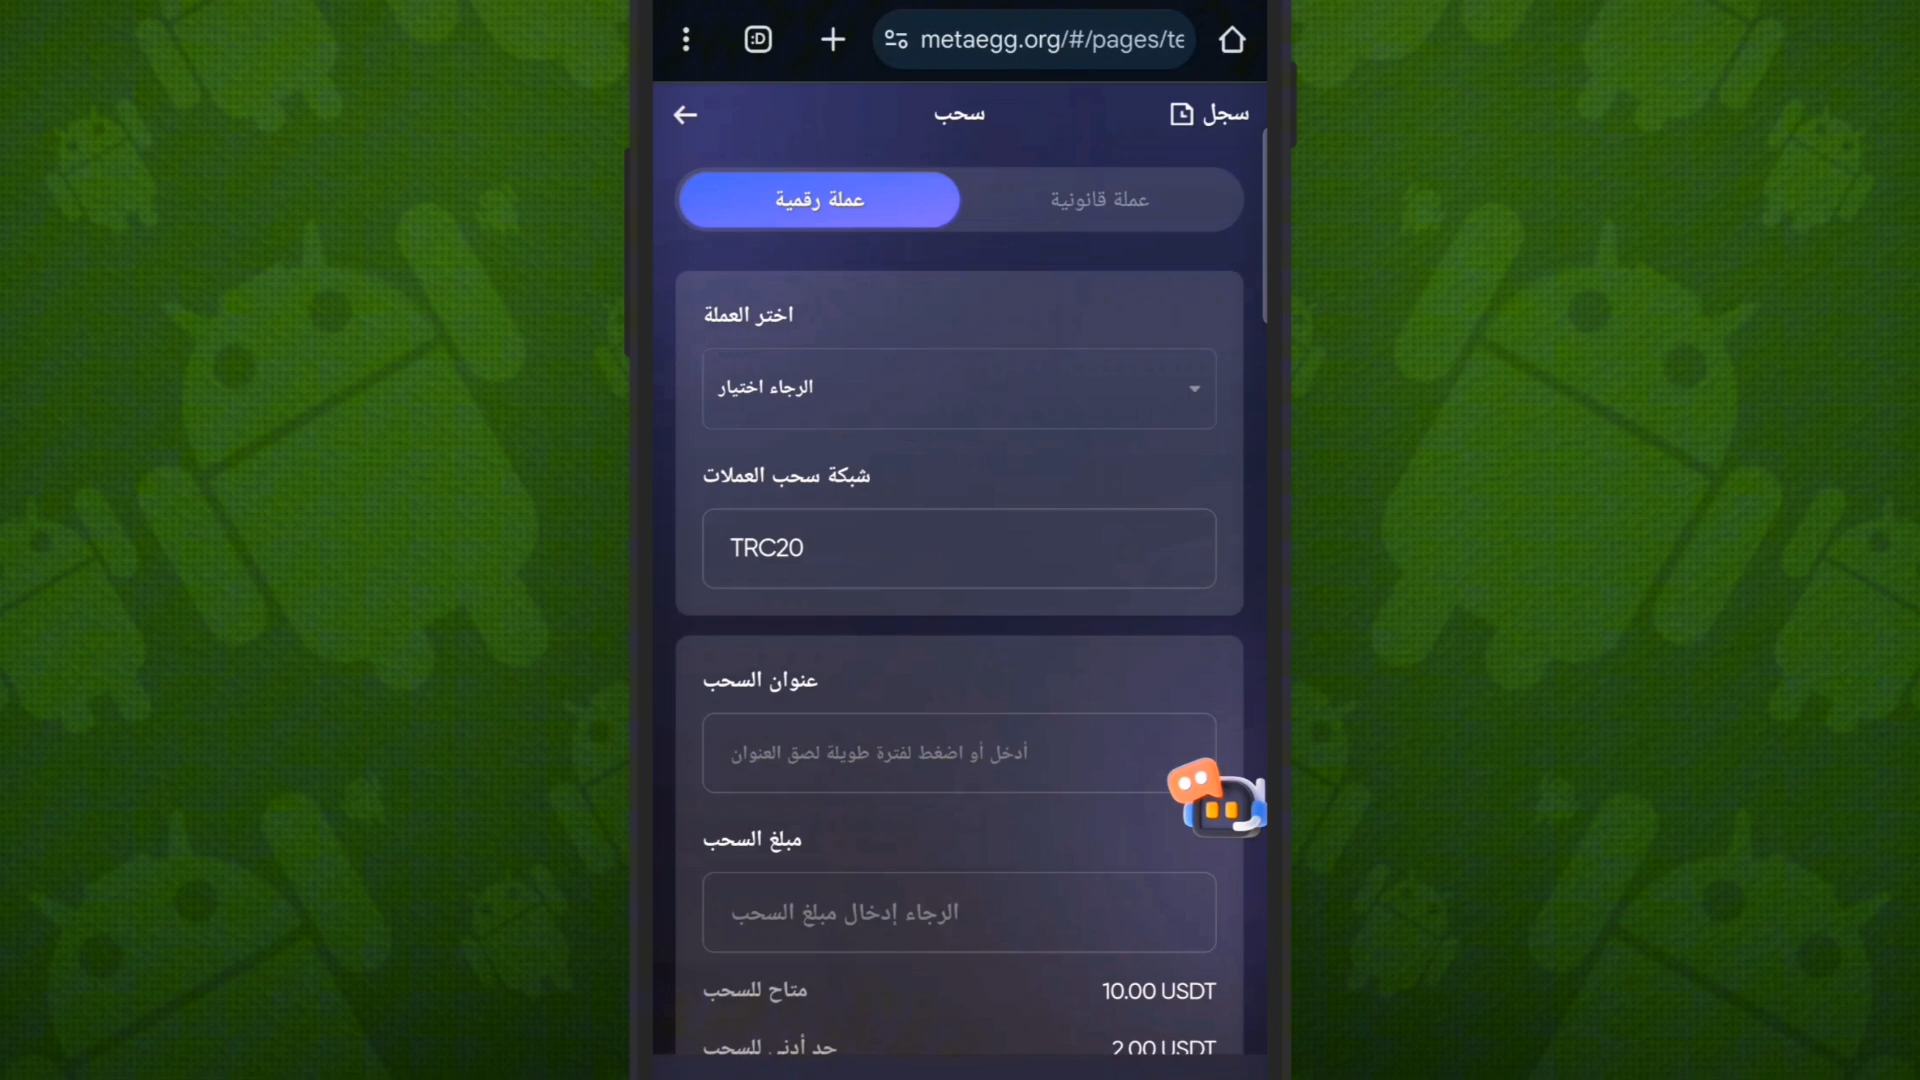 :D
metaegg.org/#/pages/te
سحب
سجل
عملة رقمية
عملة قانونية
اختر العملة
الرجاء اختيار
شبكة سحب العملات
TRC20
عنوان السحب
أدخل أو اضغط لفترة طويلة لصق العنوان
مبلغ السحب
الرجاء إدخال مبلغ السحب
متاح للسحب 10.00 USDT
حد أدنى للسحب 2.00 USDT